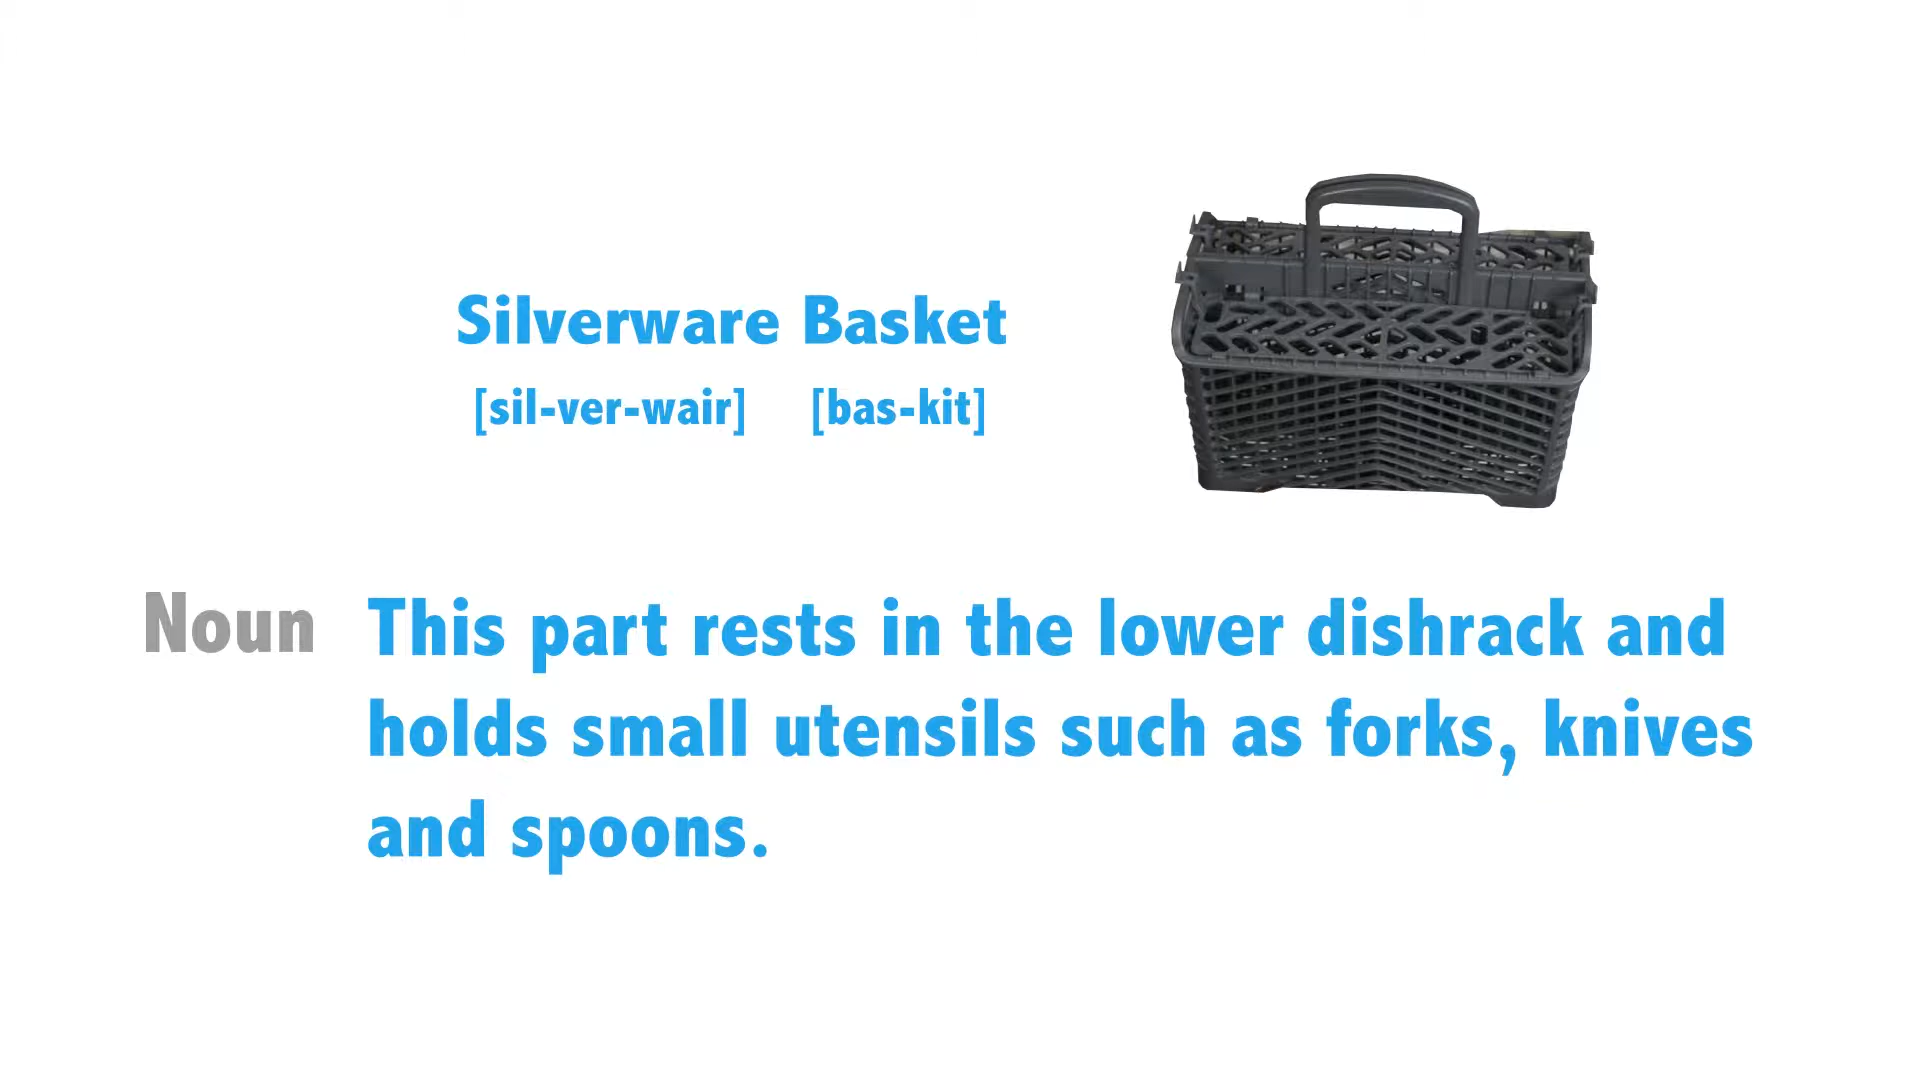 Silverware Basket
[sil-ver-wair] [bas-kit]
Noun This part rests in the lower dishrack and
holds small utensils such as forks, knives
and spoons.